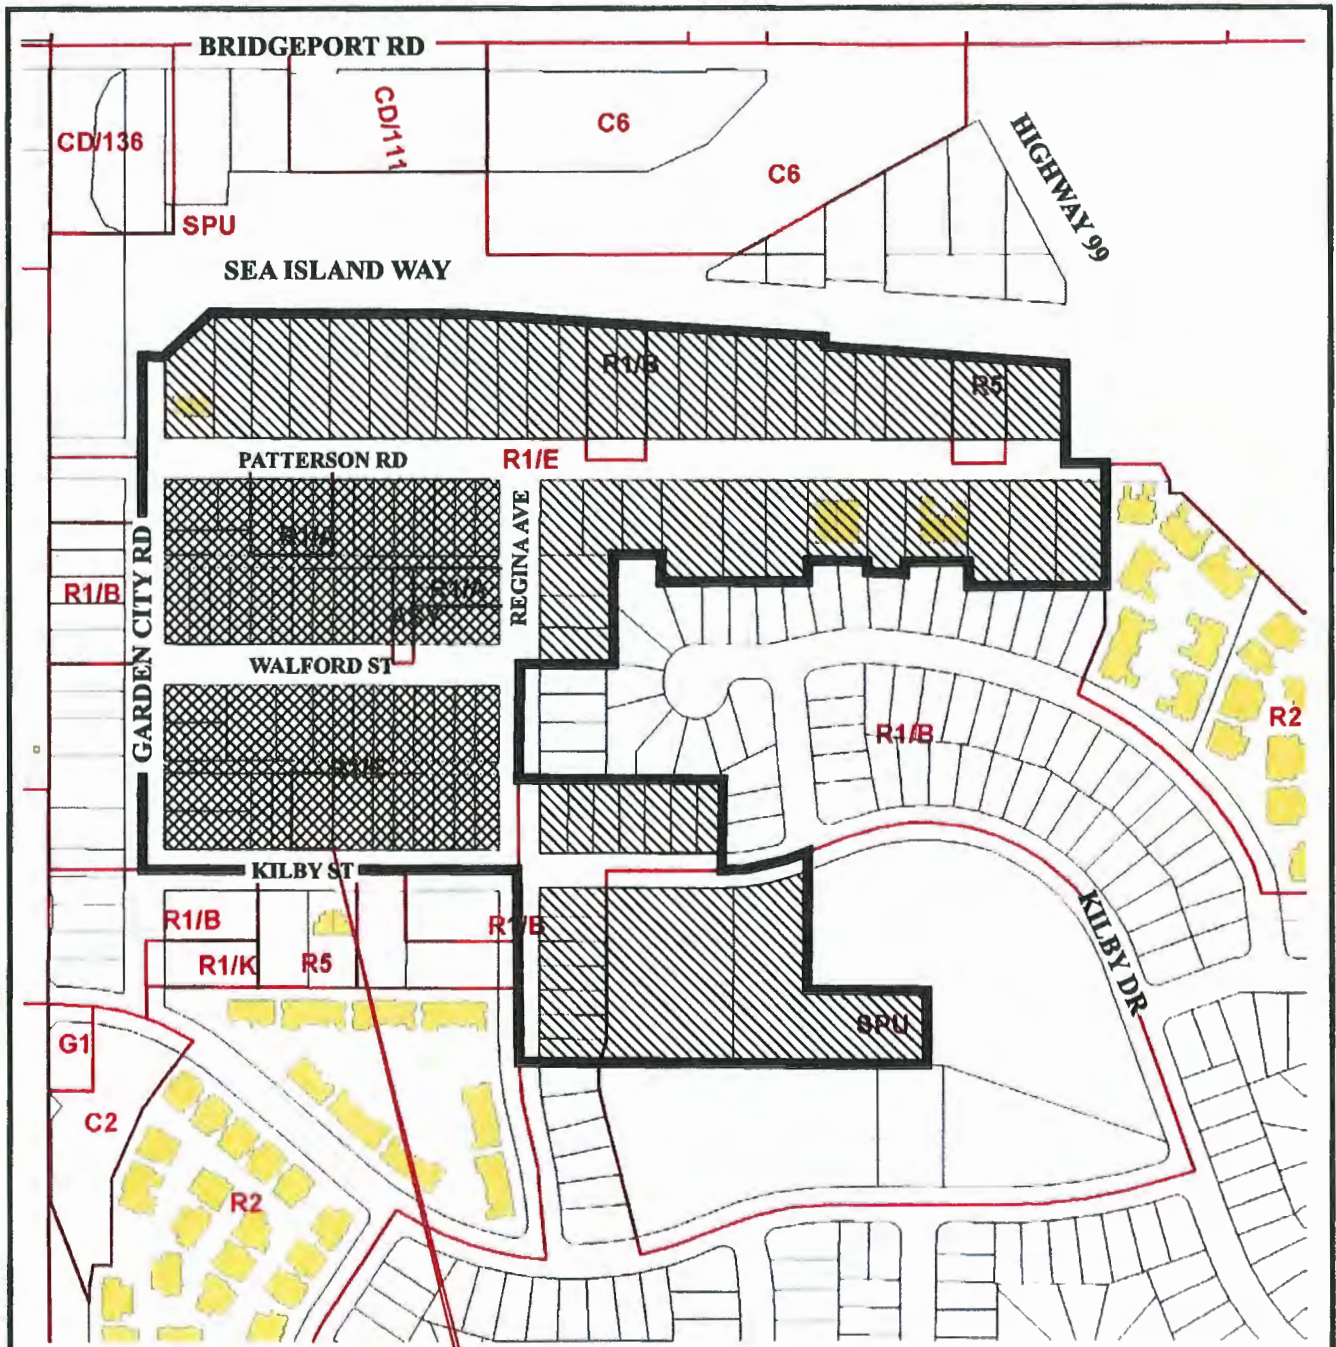 BRIDGEPORT RD
CD/136
CD/111
C6
C6
HIGHWAY 99
SPU
SEA ISLAND WAY
R1/B
R5
PATTERSON RD
R1/E
REGINA AVE
GARDEN CITY RD
R1/B
WALFORD ST
R1/B
R2
KILBY ST
KILBY DR
R1/B
R1/B
R1/K
R5
SPU
G1
C2
R2